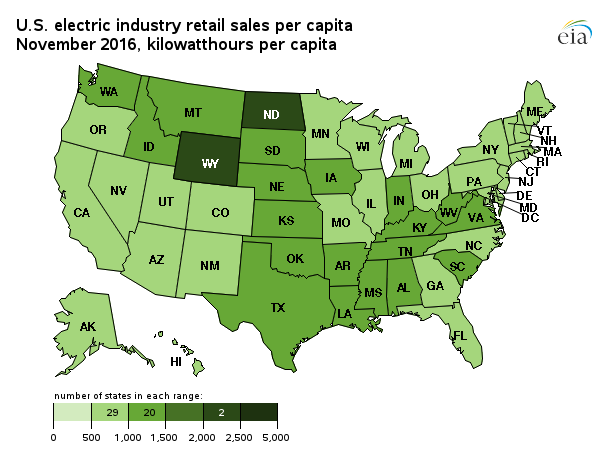 U.S. electric industry retail sales per capita
November 2016, kilowatthours per capita
eia
WA
MT
ND
MN
ME
OR
ID
WY
SD
WI
MI
NY
VT
NH
MA
RI
CT
NJ
PA
DE
MD
DC
NV
UT
CO
NE
IA
IL
IN
OH
WV
VA
CA
KS
MO
KY
AZ
NM
OK
AR
TN
NC
SC
TX
LA
MS
AL
GA
FL
AK
HI
number of states in each range:
29 20 2
0 500 1,000 1,500 2,000 2,500 5,000